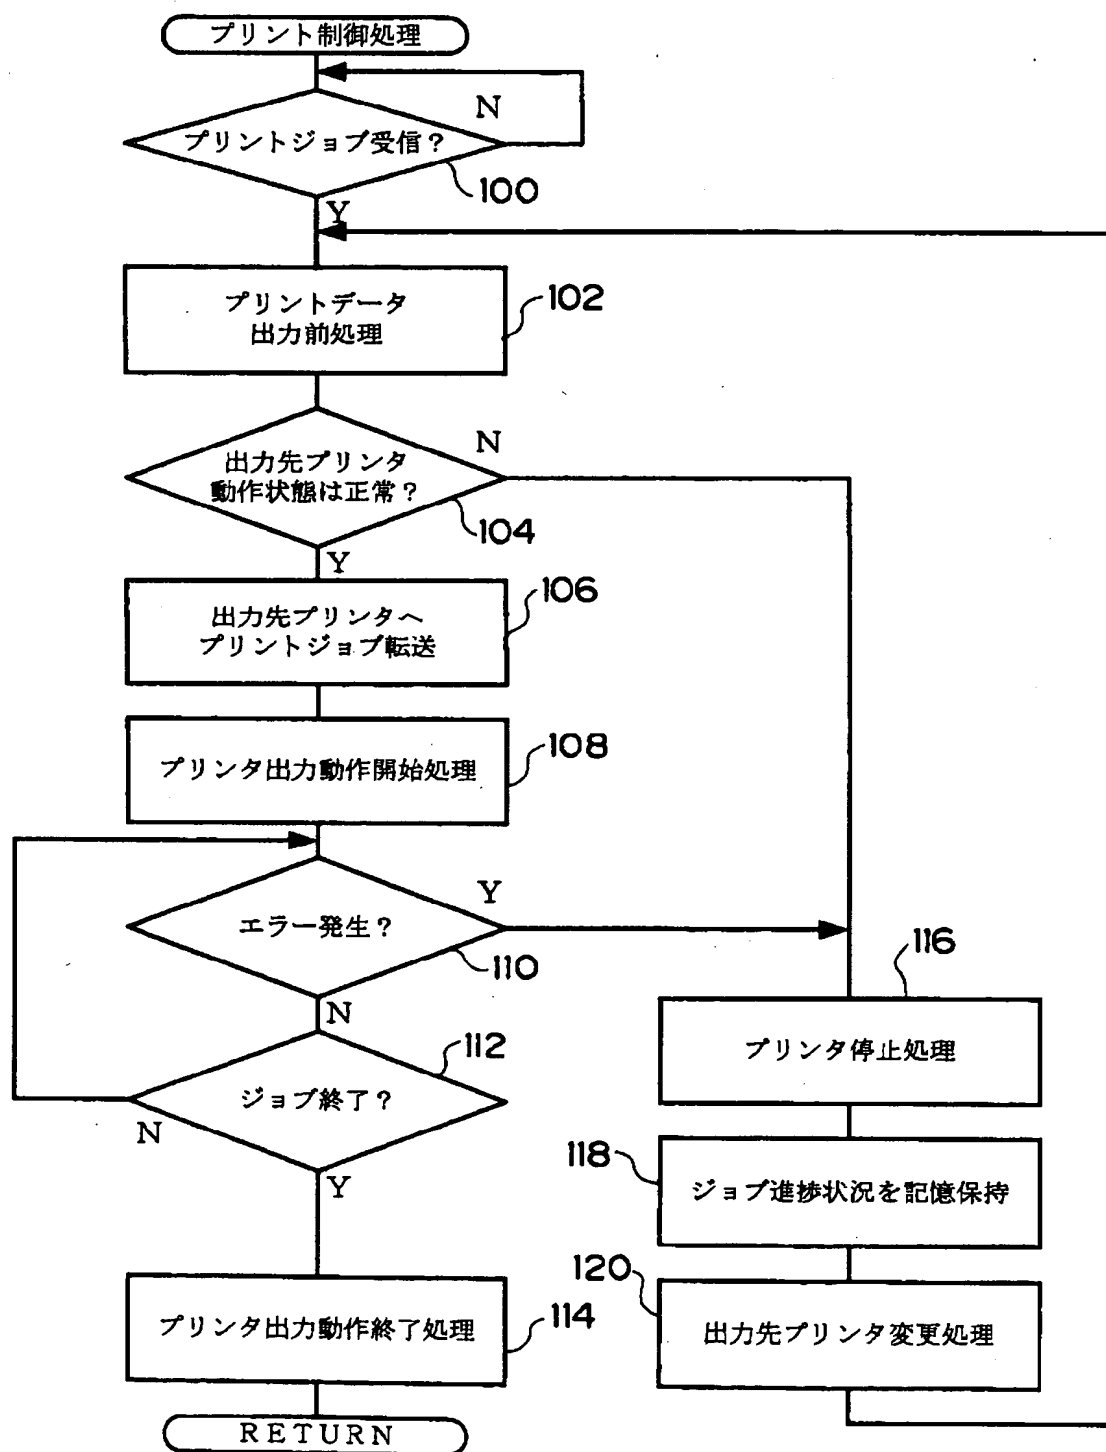 プリント制御処理
N
プリントジョブ受信？
100
Y
プリントデータ
出力前処理
102
N
出力先プリンタ
動作状態は正常？
104
Y
出力先プリンタへ
プリントジョブ転送
106
プリンタ出力動作開始処理
108
Y
エラー発生？
110
N
ジョブ終了？
112
N
Y
プリンタ出力動作終了処理
114
RETURN
116
プリンタ停止処理
118
ジョブ進捗状況を記憶保持
120
出力先プリンタ変更処理